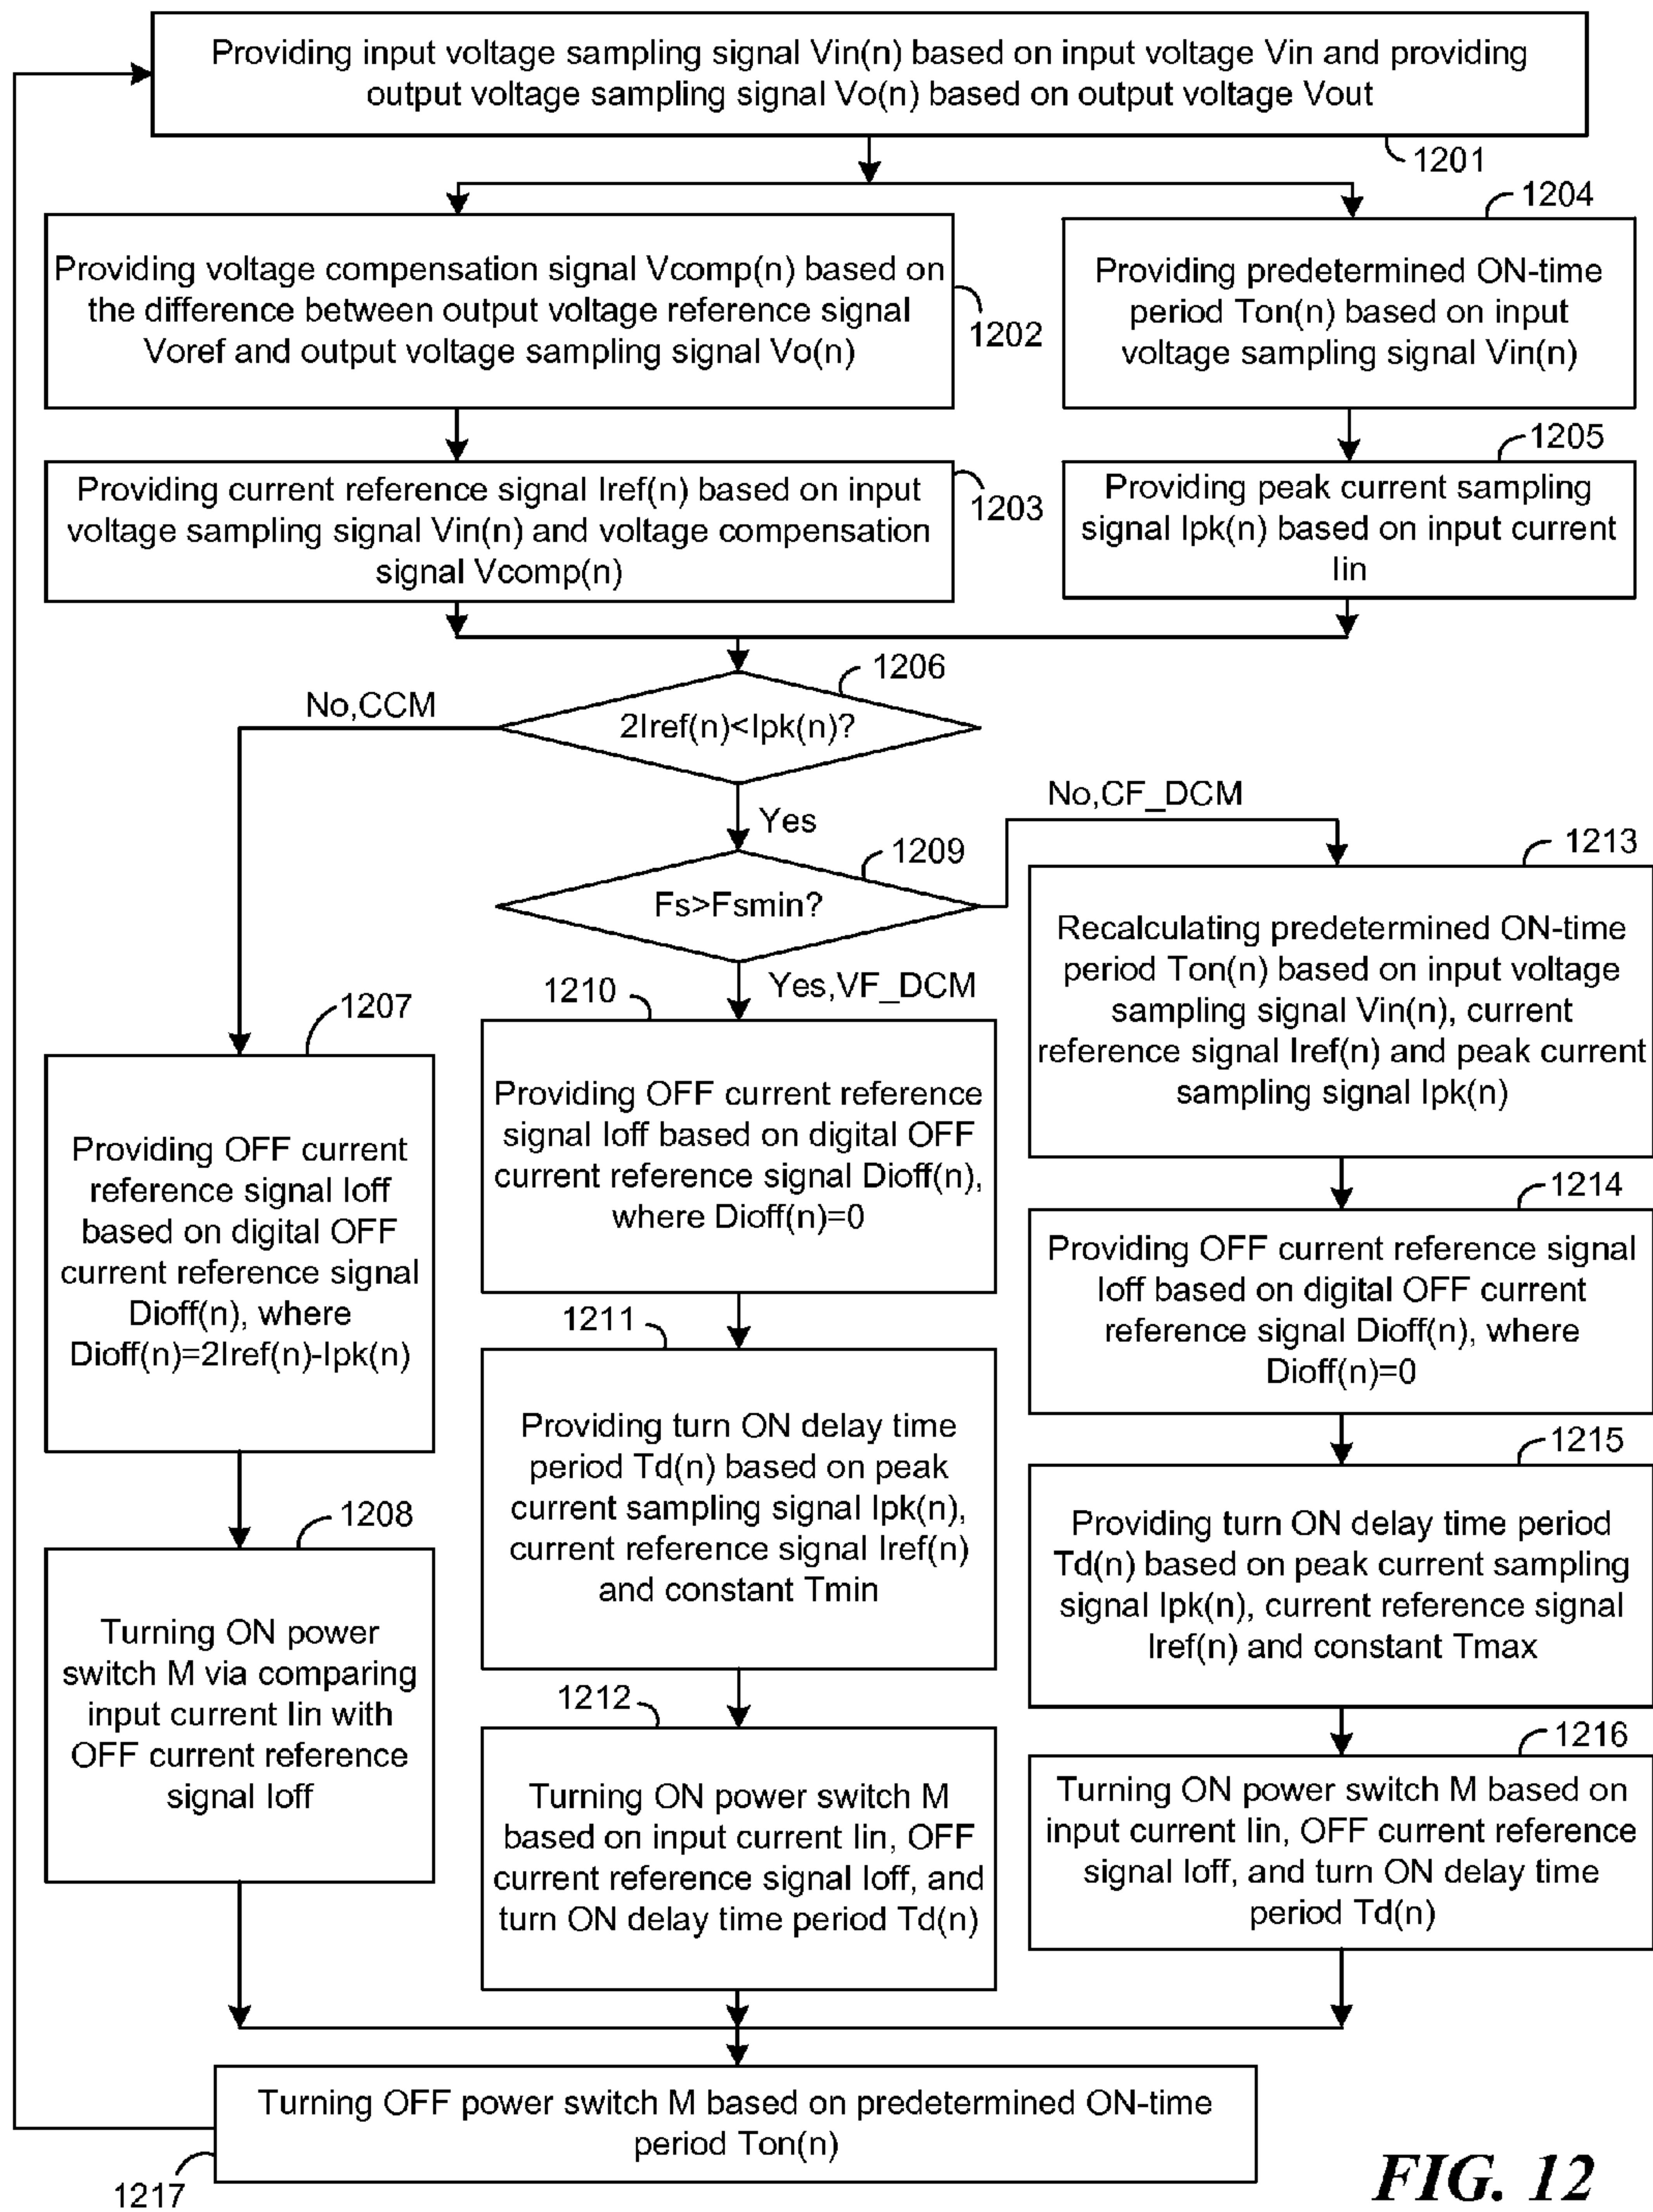 Providing input voltage sampling signal Vin(n) based on input voltage Vin and providing
output voltage sampling signal Vo(n) based on output voltage Vout
1201
Providing voltage compensation signal Vcomp(n) based on
the difference between output voltage reference signal
Voref and output voltage sampling signal Vo(n)
1202
1204
Providing predetermined ON-time
period Ton(n) based on input
voltage sampling signal Vin(n)
Providing current reference signal Iref(n) based on input
voltage sampling signal Vin(n) and voltage compensation
signal Vcomp(n)
1203
1205
Providing peak current sampling
signal Ipk(n) based on input current
Iin
1206
2Iref(n)<Ipk(n)?
No,CCM
Yes
1209
Fs>Fsmin?
No,CF_DCM
Yes,VF_DCM
1207
Providing OFF current
reference signal Ioff
based on digital OFF
current reference signal
Dioff(n), where
Dioff(n)=2Iref(n)-Ipk(n)
1208
Turning ON power
switch M via comparing
input current Iin with
OFF current reference
signal Ioff
1210
Providing OFF current reference
signal Ioff based on digital OFF
current reference signal Dioff(n),
where Dioff(n)=0
1211
Providing turn ON delay time
period Td(n) based on peak
current sampling signal Ipk(n),
current reference signal Iref(n)
and constant Tmin
1212
Turning ON power switch M
based on input current Iin, OFF
current reference signal Ioff, and
turn ON delay time period Td(n)
1213
Recalculating predetermined ON-time
period Ton(n) based on input voltage
sampling signal Vin(n), current
reference signal Iref(n) and peak current
sampling signal Ipk(n)
1214
Providing OFF current reference signal
Ioff based on digital OFF current
reference signal Dioff(n), where
Dioff(n)=0
1215
Providing turn ON delay time period
Td(n) based on peak current sampling
signal Ipk(n), current reference signal
Iref(n) and constant Tmax
1216
Turning ON power switch M based on
input current Iin, OFF current reference
signal Ioff, and turn ON delay time
period Td(n)
Turning OFF power switch M based on predetermined ON-time
period Ton(n)
1217
FIG. 12